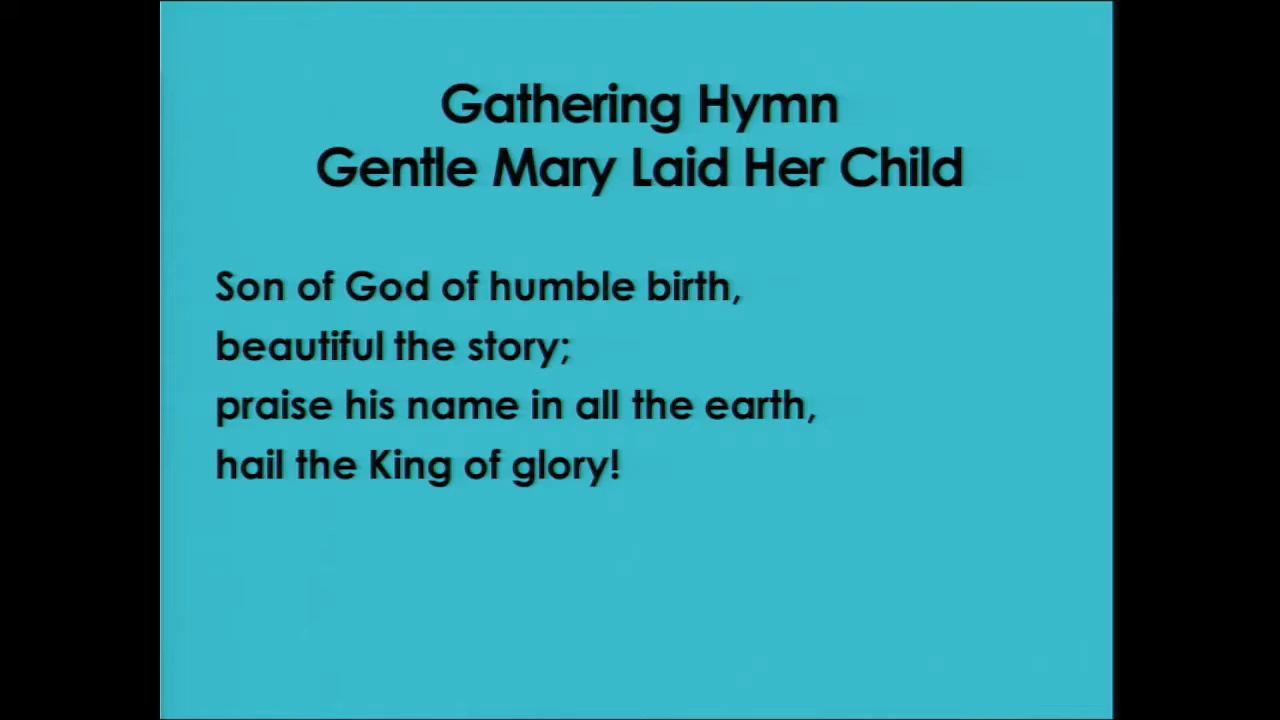 Gathering Hymn
Gentle Mary Laid Her Child
Son of God of humble birth,
beautiful the story;
praise his name in all the earth,
hail the King of glory!